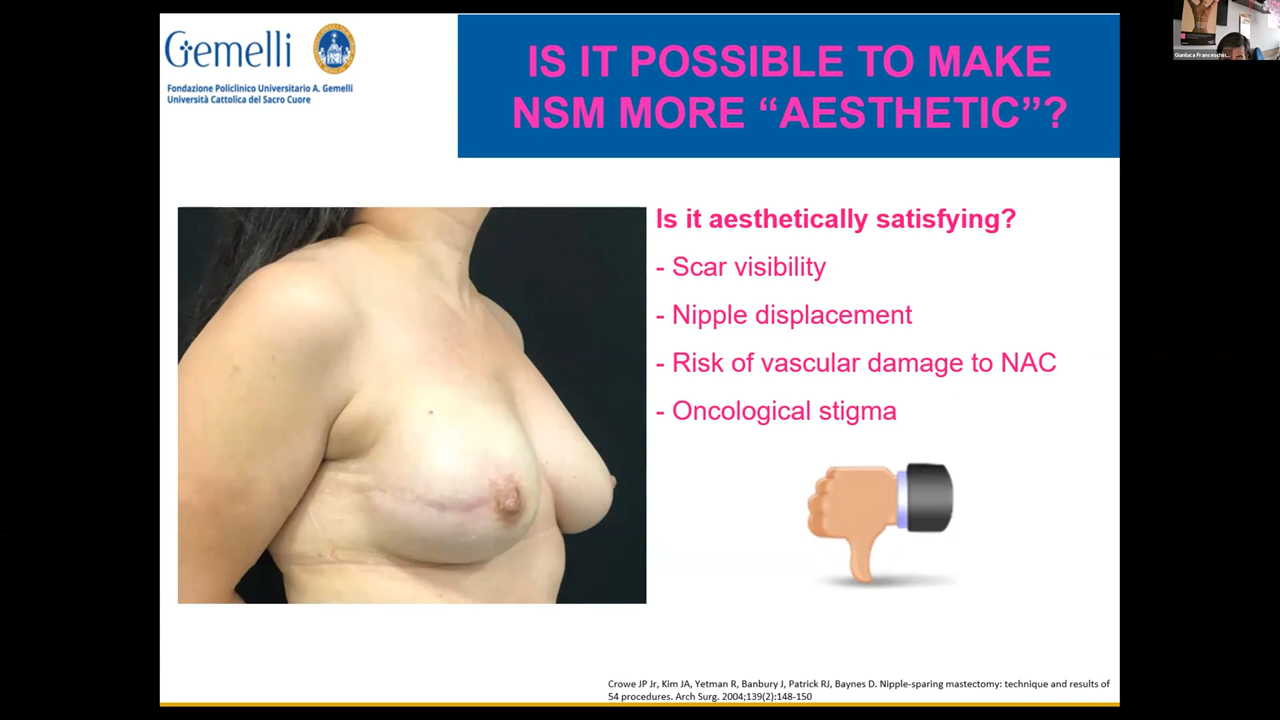 Gemelli
Fondazione Policlinico Universitario A. Gemelli
Università Cattolica del Sacro Cuore
IS IT POSSIBLE TO MAKE
NSM MORE “AESTHETIC”?
Is it aesthetically satisfying?
- Scar visibility
- Nipple displacement
- Risk of vascular damage to NAC
- Oncological stigma
Crowe JP Jr, Kim JA, Yetman R, Banbury J, Patrick RJ, Baynes D. Nipple-sparing mastectomy: technique and results of
54 procedures. Arch Surg. 2004;139(2):148-150
Gianluca Franceschin...